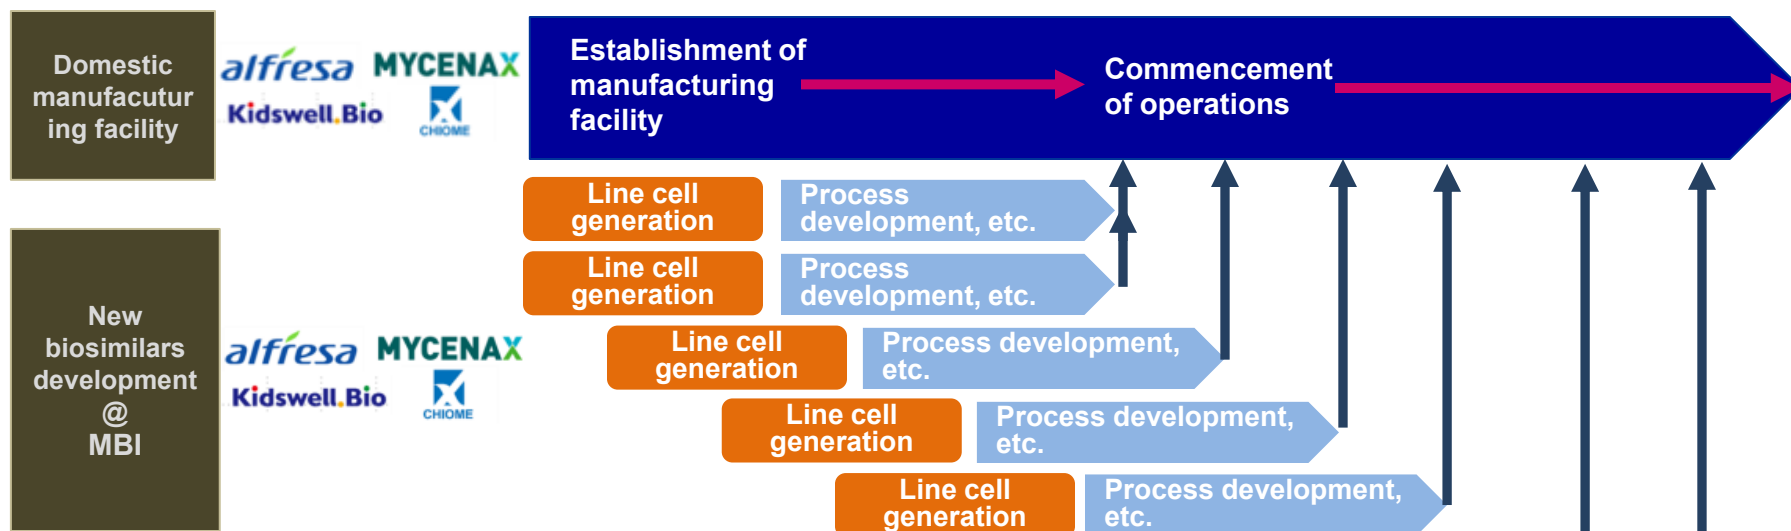 Domestic
manufacutur
ing facility
alfresa MYCENAX
Kidswell.Bio
CHIOME
Establishment of
manufacturing
facility
Commencement
of operations
Line cell
generation
Process
development, etc.
Line cell
generation
Process
development, etc.
New
biosimilars
development
@
MBI
alfresa MYCENAX
Kidswell.Bio
CHIOME
Line cell
generation
Process development,
etc.
Line cell
generation
Process development,
etc.
Line cell
generation
Process development,
etc.